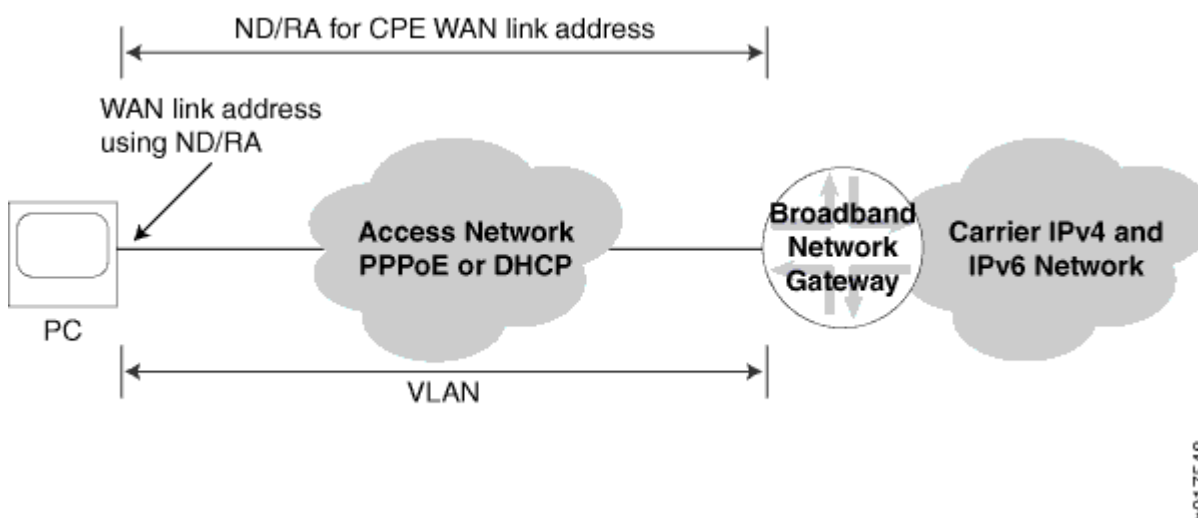 ND/RA for CPE WAN link address
WAN link address
using ND/RA
Access Network
PPPoE or DHCP
Broadband
Network
Gateway
Carrier IPv4 and
IPv6 Network
PC
VLAN